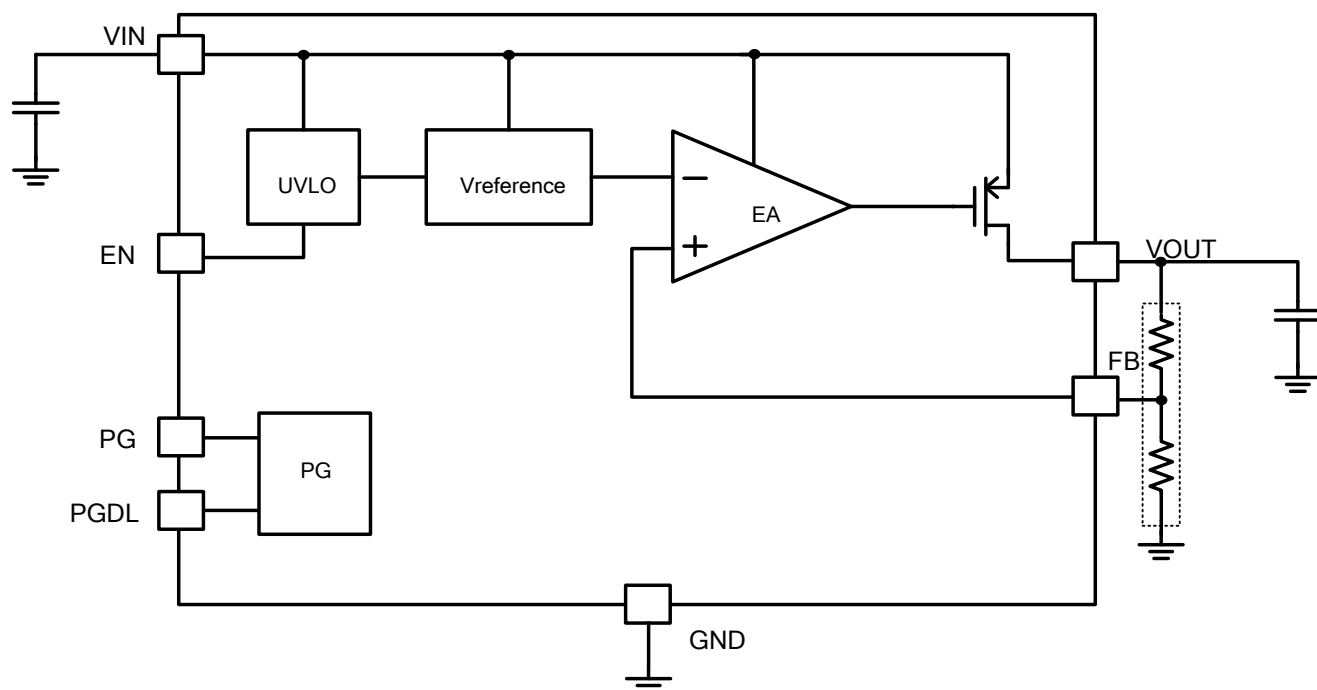 VIN
UVLO
Vreference
−
EA
+
EN
VOUT
FB
PG
PG
PGDL
GND